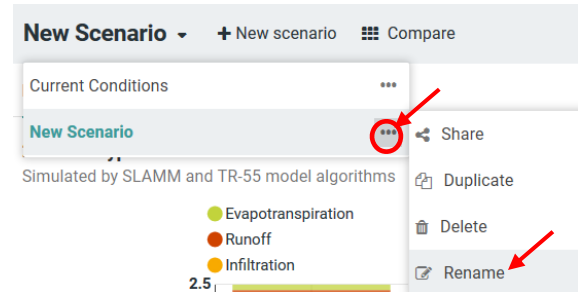 New Scenario
+ New scenario
Compare
Current Conditions
New Scenario
Share
Simulated by SLAMM and TR-55 model algorithms
Duplicate
Evapotranspiration
Delete
Runoff
Infiltration
Rename
2.5